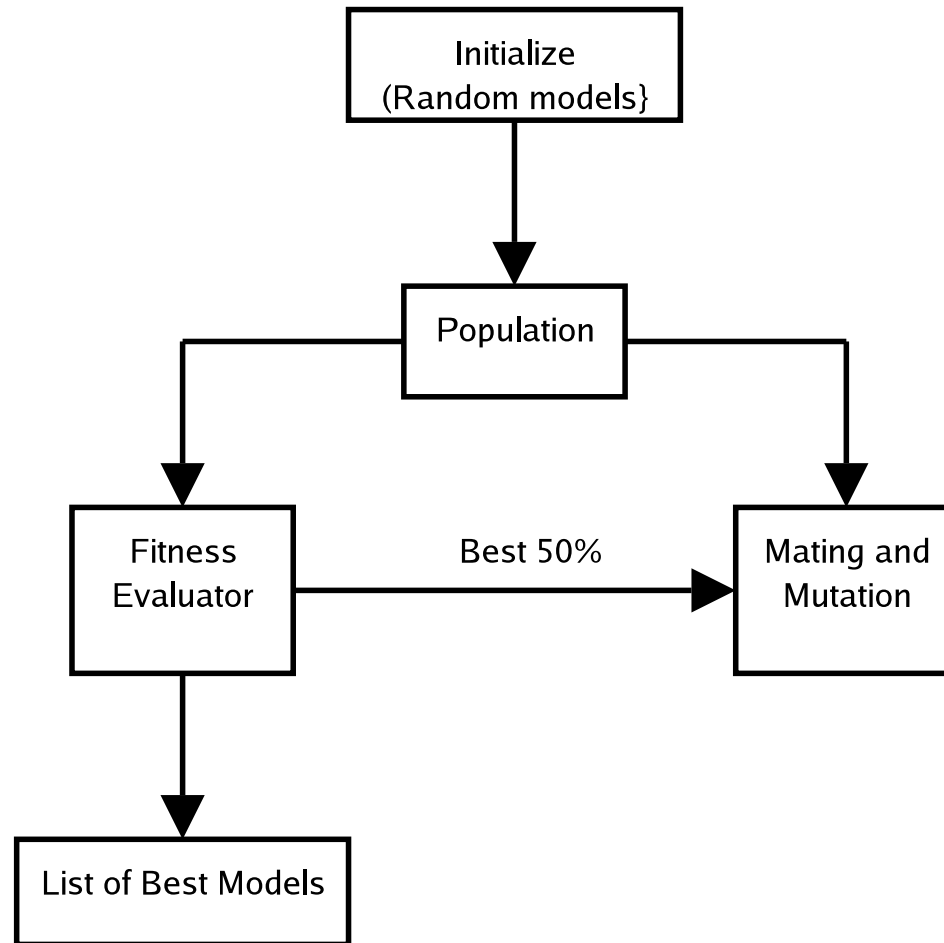 Initialize
(Random models}
Population
Fitness
Evaluator
Best 50%
Mating and
Mutation
List of Best Models